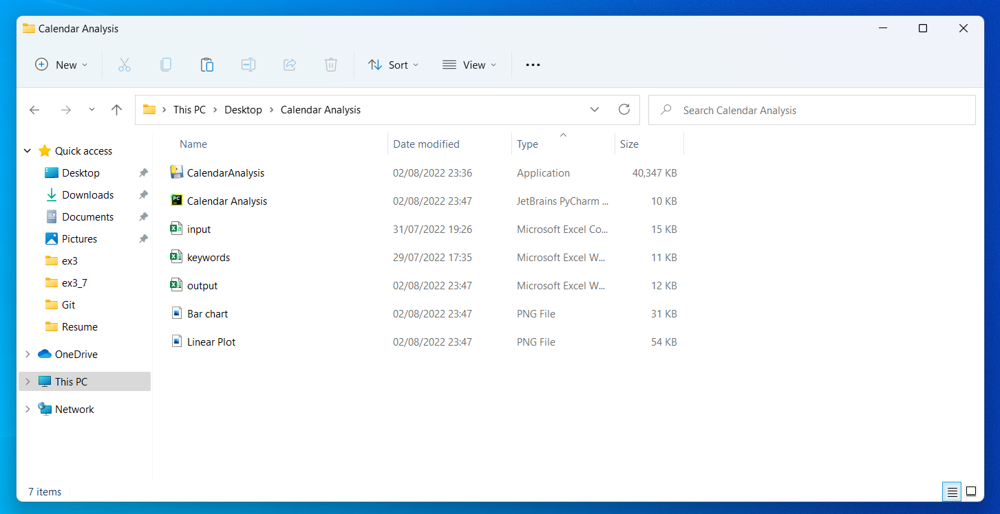 Calendar Analysis
New
Sort
View
This PC > Desktop > Calendar Analysis
Search Calendar Analysis
Quick access
Desktop
Downloads
Documents
Pictures
ex3
ex3_7
Git
Resume
OneDrive
This PC
Network
Name Date modified Type Size
CalendarAnalysis 02/08/2022 23:36 Application 40,347 KB
PC Calendar Analysis 02/08/2022 23:47 JetBrains PyCharm ... 10 KB
input 31/07/2022 19:26 Microsoft Excel Co... 15 KB
keywords 29/07/2022 17:35 Microsoft Excel W... 11 KB
output 02/08/2022 23:47 Microsoft Excel W... 12 KB
Bar chart 02/08/2022 23:47 PNG File 31 KB
Linear Plot 02/08/2022 23:47 PNG File 54 KB
7 items